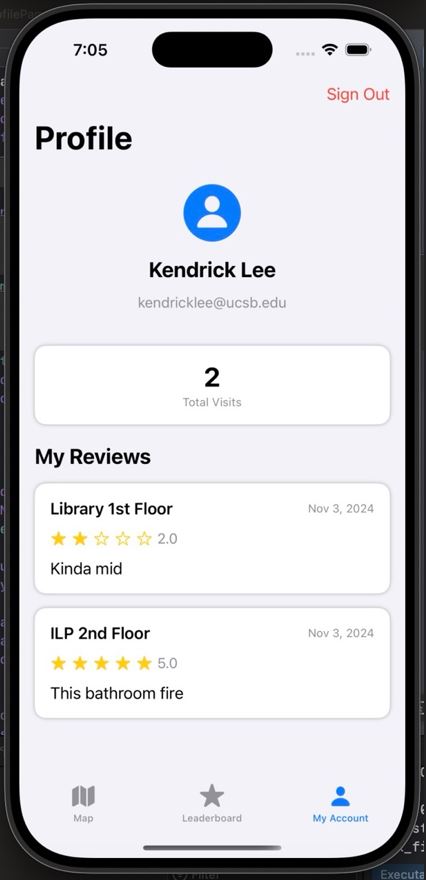 7:05
Sign Out
Profile
Kendrick Lee
kendricklee@ucsb.edu
2
Total Visits
My Reviews
Library 1st Floor
Nov 3, 2024
2.0
Kinda mid
ILP 2nd Floor
Nov 3, 2024
5.0
This bathroom fire
Map
Leaderboard
My Account
Filter
Executa